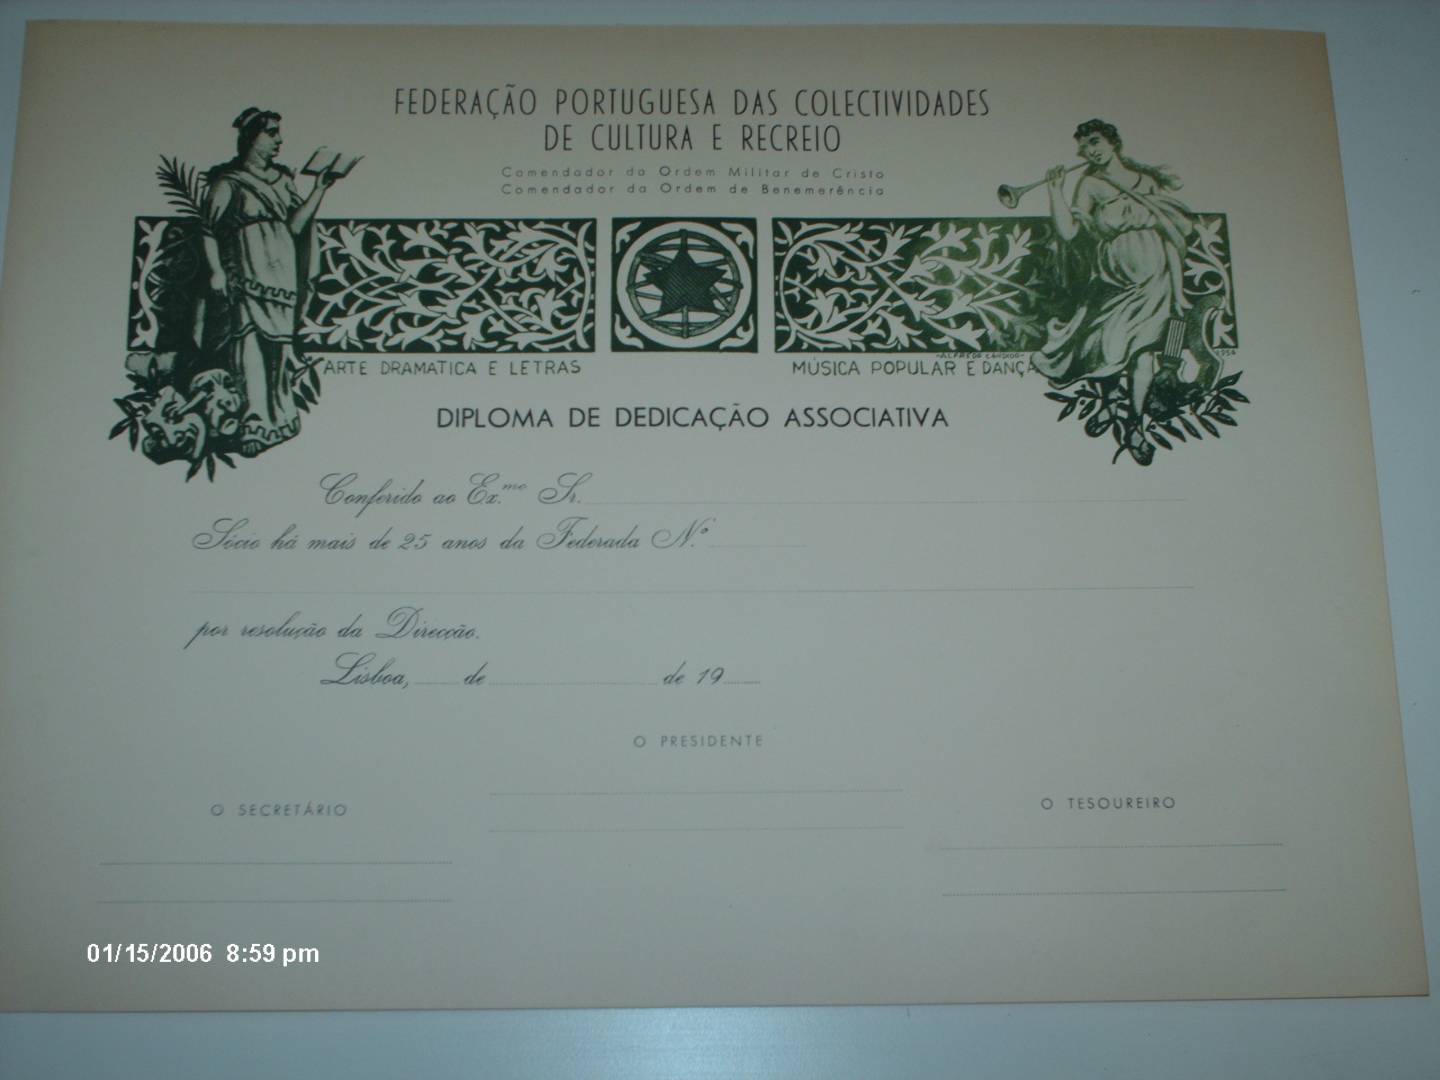 FEDERAÇÃO PORTUGUESA DAS COLECTIVIDADES
DE CULTURA E RECREIO
Comendador da Ordem Militar de Cristo
Comendador da Ordem de Benemerência
ARTE DRAMATICA E LETRAS
-ALFREDO CANDIDO-
MÚSICA POPULAR E DANÇA
DIPLOMA DE DEDICAÇÃO ASSOCIATIVA
Conferido ao Ex.mo Sr.
Sócio há mais de 25 anos da Federada N.º
por resolução da Direcção.
Lisboa, de de 19
O PRESIDENTE
O SECRETÁRIO
O TESOUREIRO
01/15/2006 8:59 pm